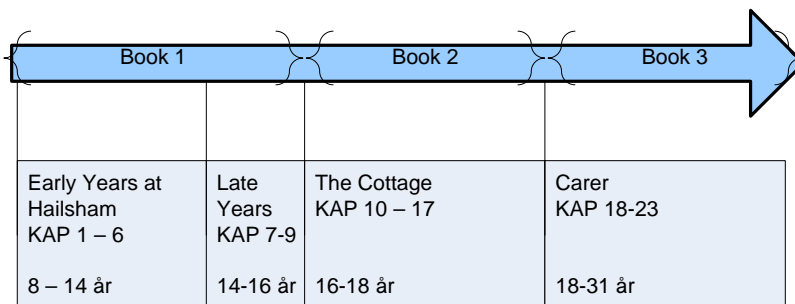 Book 1
Book 2
Book 3
Early Years at
Hailsham
KAP 1 – 6
8 – 14 år
Late
Years
KAP 7-9
14-16 år
The Cottage
KAP 10 – 17
16-18 år
Carer
KAP 18-23
18-31 år